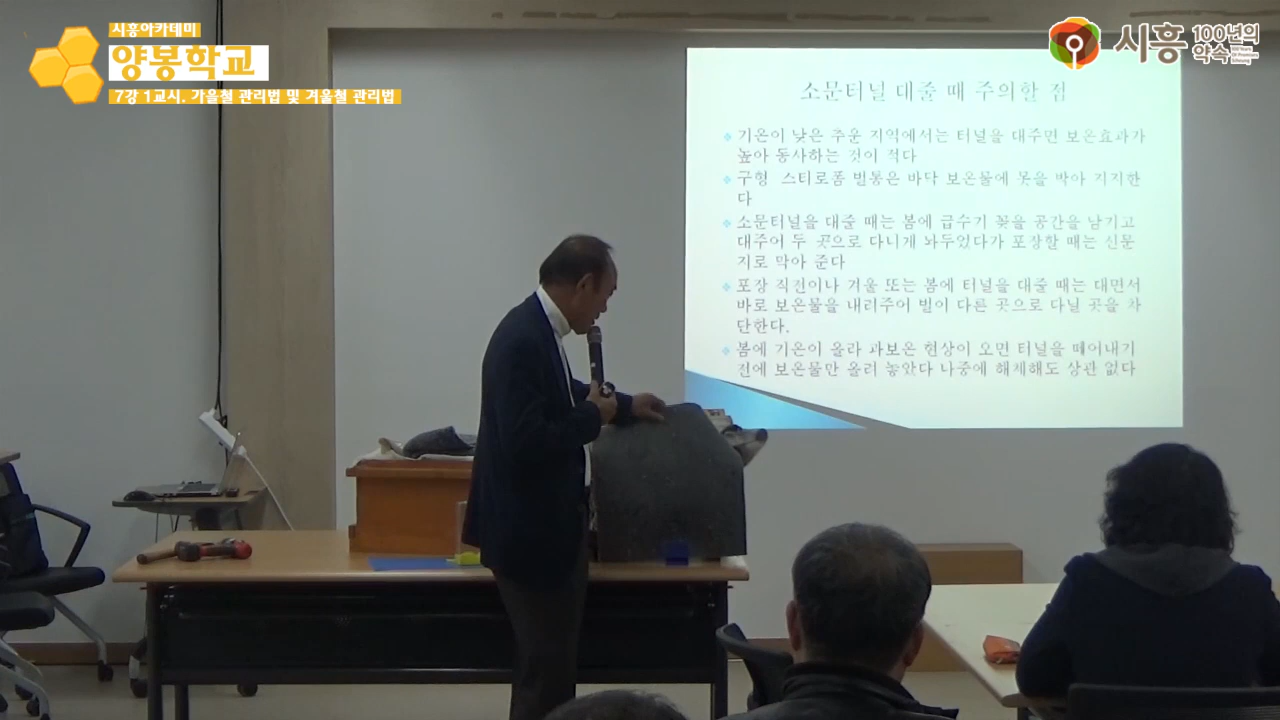 시흥아카데미
양봉학교
7강 1교시. 가을철 관리법 및 겨울철 관리법
시흥 100년의 약속
소문터널 대줄 때 주의할 점
기온이 낮은 추운 지역에서는 터널을 대주면 보온효과가
높아 동사하는 것이 적다
구형 스티로폼 벌통은 바닥 보온물에 못을 박아 지지한
다
소문터널을 대줄 때는 봄에 급수기 꽂을 공간을 남기고
대주어 두 곳으로 다니게 놔두었다가 포장할 때는 신문
지로 막아 준다
포장 직전이나 겨울 또는 봄에 터널을 대줄 때는 대면서
바로 보온물을 내려주어 벌이 다른 곳으로 다닐 곳을 차
단한다.
봄에 기온이 올라 과보온 현상이 오면 터널을 떼어내기
전에 보온물만 올려 놓았다 나중에 해체해도 상관 없다